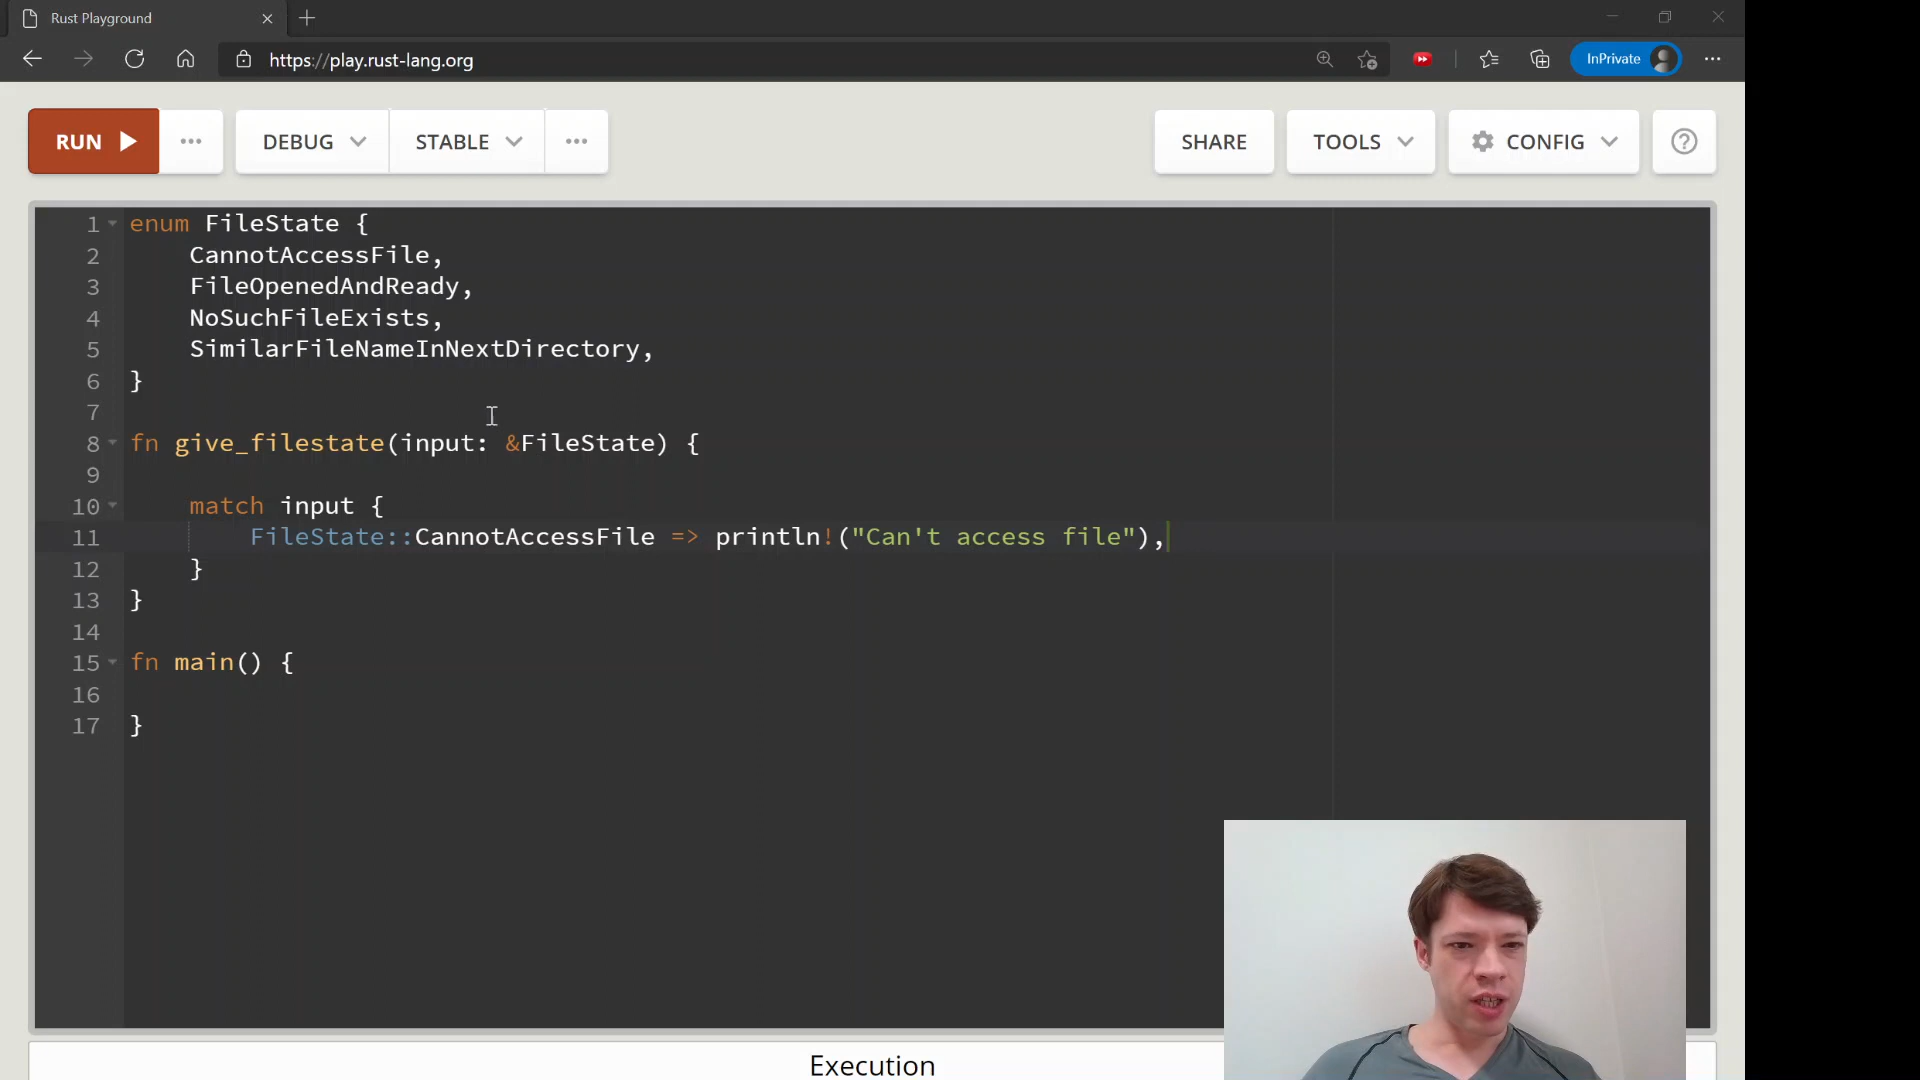 Rust Playground
https://play.rust-lang.org
InPrivate
RUN
DEBUG
STABLE
SHARE
TOOLS
CONFIG
1 enum FileState {
2     CannotAccessFile,
3     FileOpenedAndReady,
4     NoSuchFileExists,
5     SimilarFileNameInNextDirectory,
6 }
7
8 fn give_filestate(input: &FileState) {
9
10     match input {
11         FileState::CannotAccessFile => println!("Can't access file"),
12     }
13 }
14
15 fn main() {
16
17 }
Execution